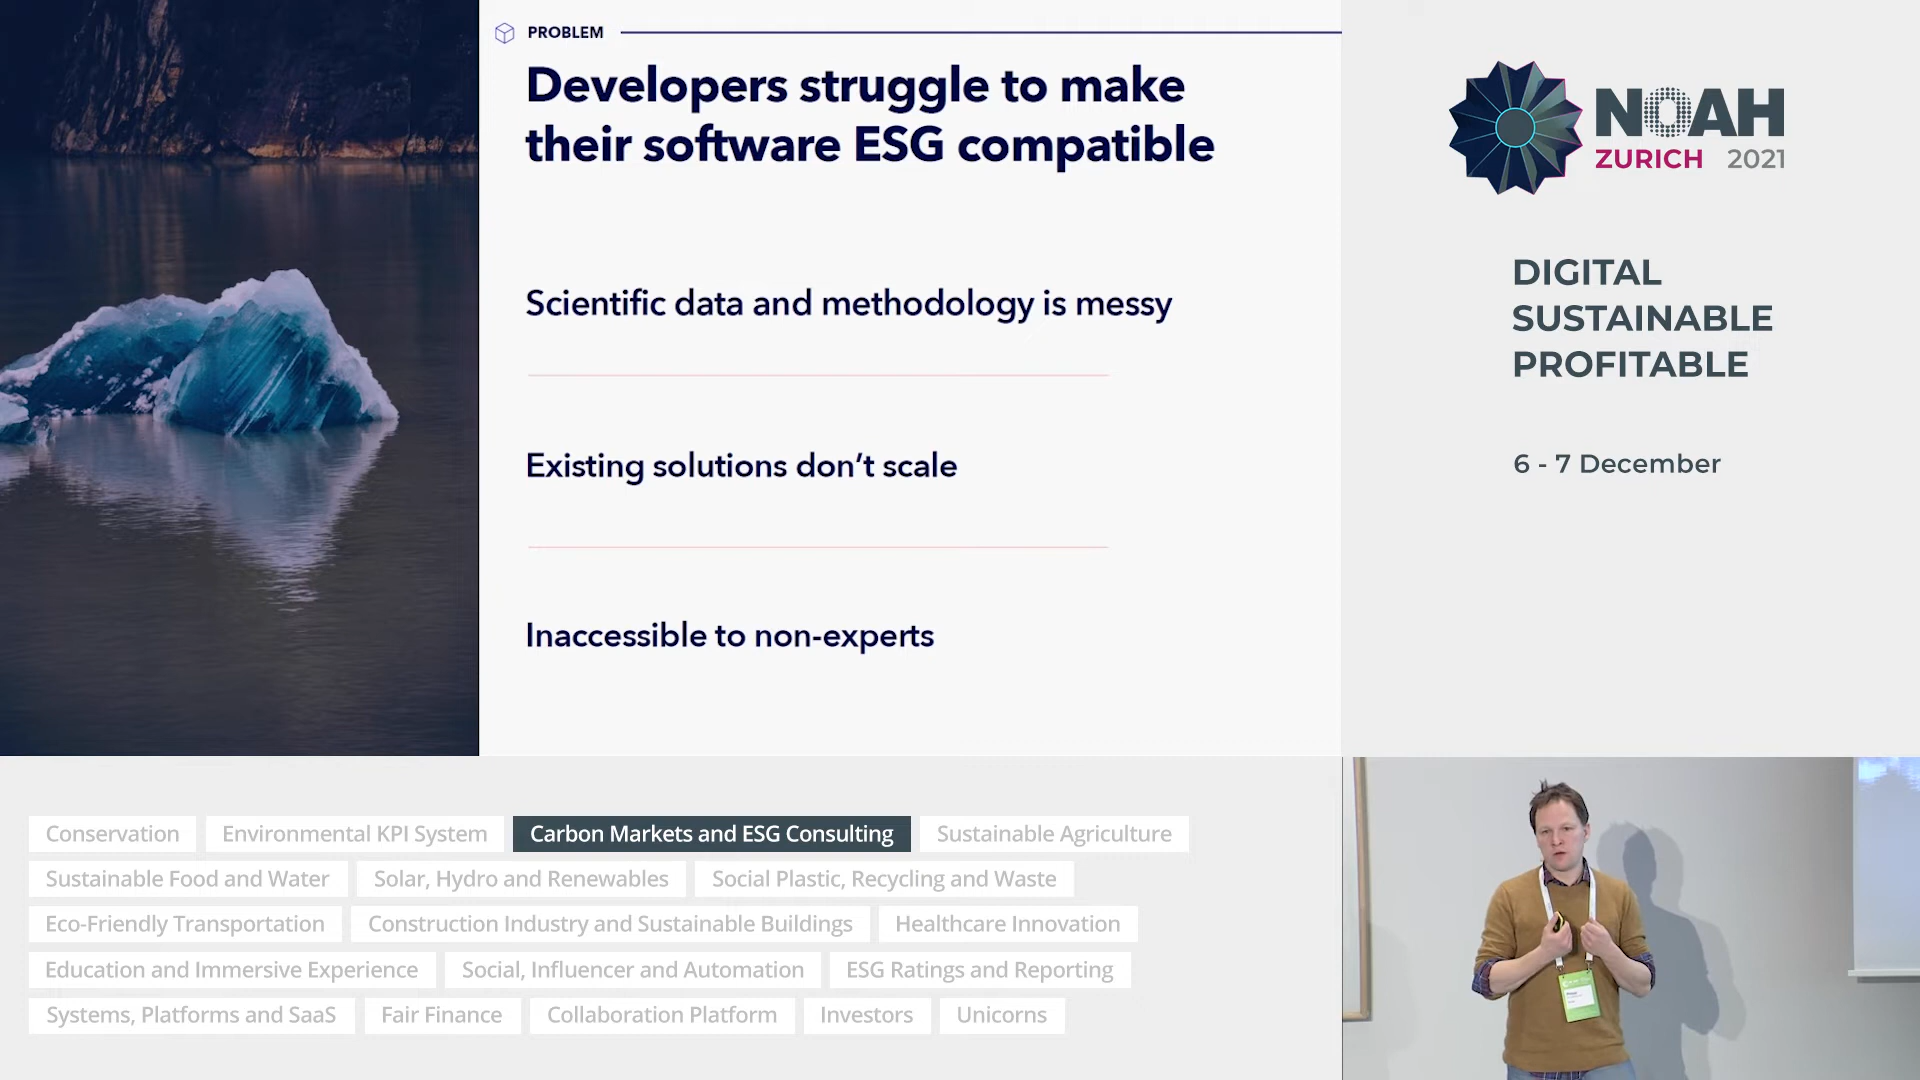 PROBLEM
Developers struggle to make
their software ESG compatible
Scientific data and methodology is messy
Existing solutions don't scale
Inaccessible to non-experts
NOAH
ZURICH 2021
DIGITAL
SUSTAINABLE
PROFITABLE
6 - 7 December
Conservation
Environmental KPI System
Carbon Markets and ESG Consulting
Sustainable Agriculture
Sustainable Food and Water
Solar, Hydro and Renewables
Social Plastic, Recycling and Waste
Eco-Friendly Transportation
Construction Industry and Sustainable Buildings
Healthcare Innovation
Education and Immersive Experience
Social, Influencer and Automation
ESG Ratings and Reporting
Systems, Platforms and SaaS
Fair Finance
Collaboration Platform
Investors
Unicorns